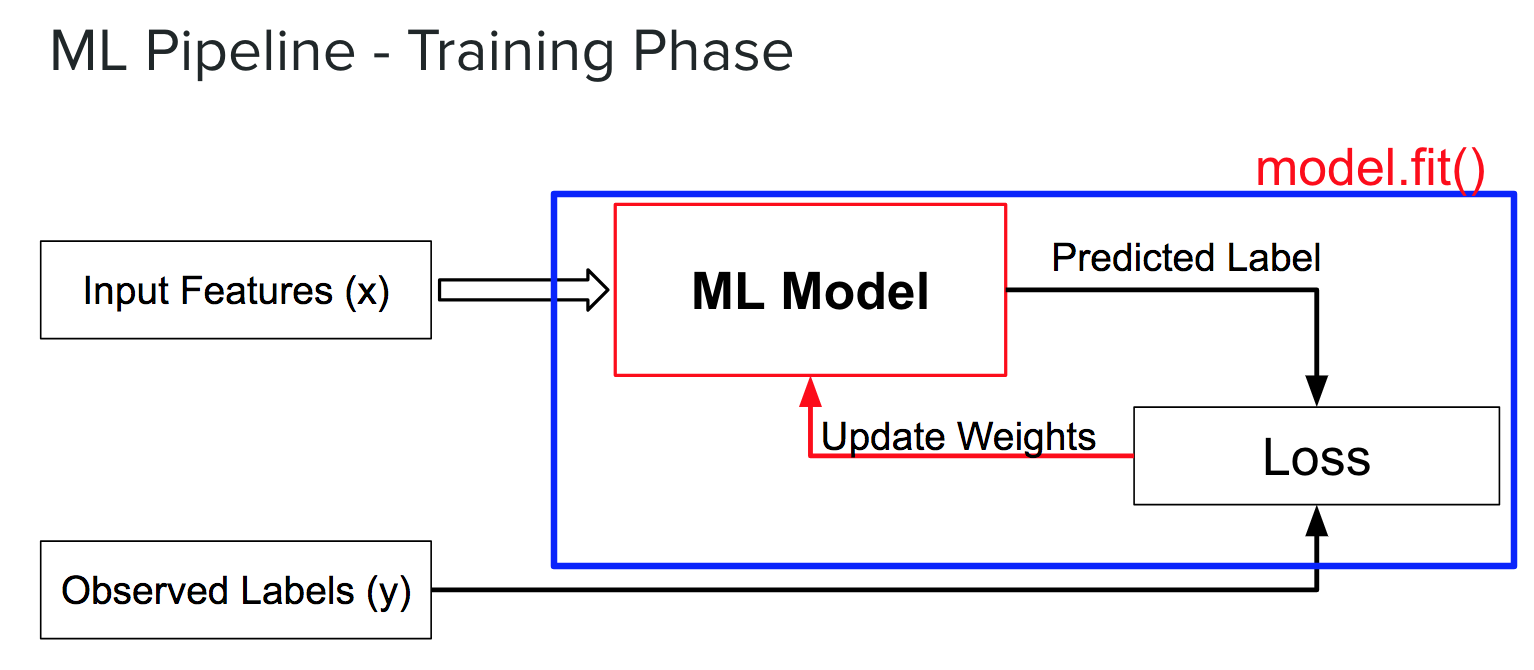 ML Pipeline - Training Phase
model.fit()
Input Features (x)
ML Model
Predicted Label
Update Weights
Loss
Observed Labels (y)